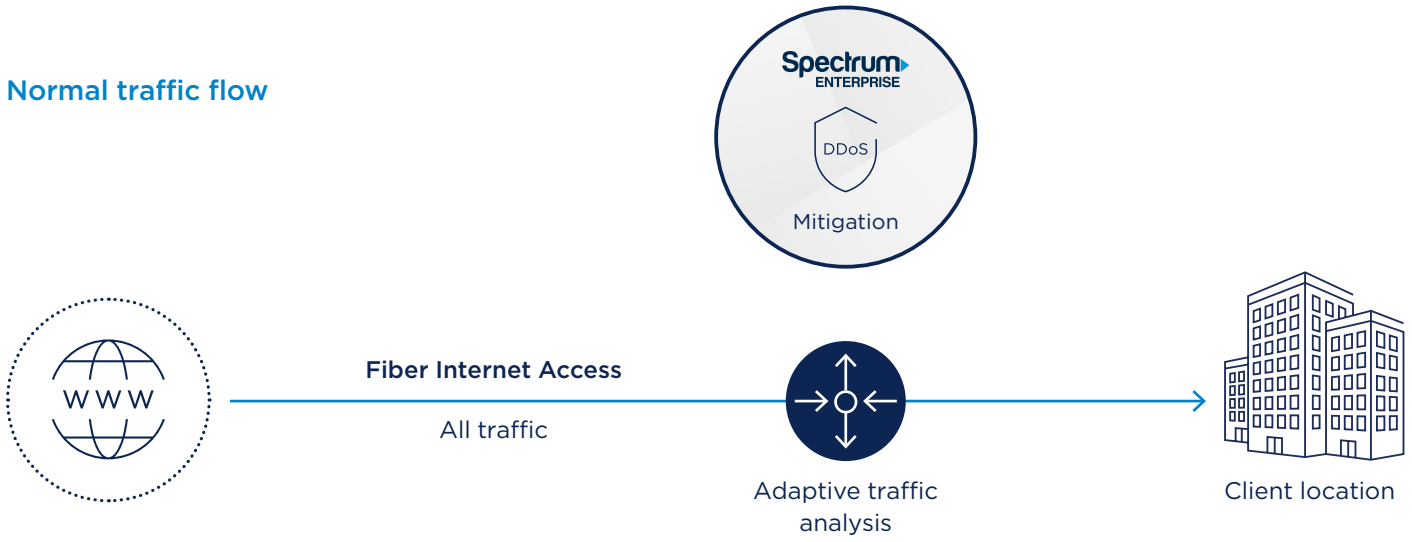 Normal traffic flow
Spectrum
ENTERPRISE
DDoS
Mitigation
Fiber Internet Access
WWW
All traffic
Adaptive traffic
analysis
Client location